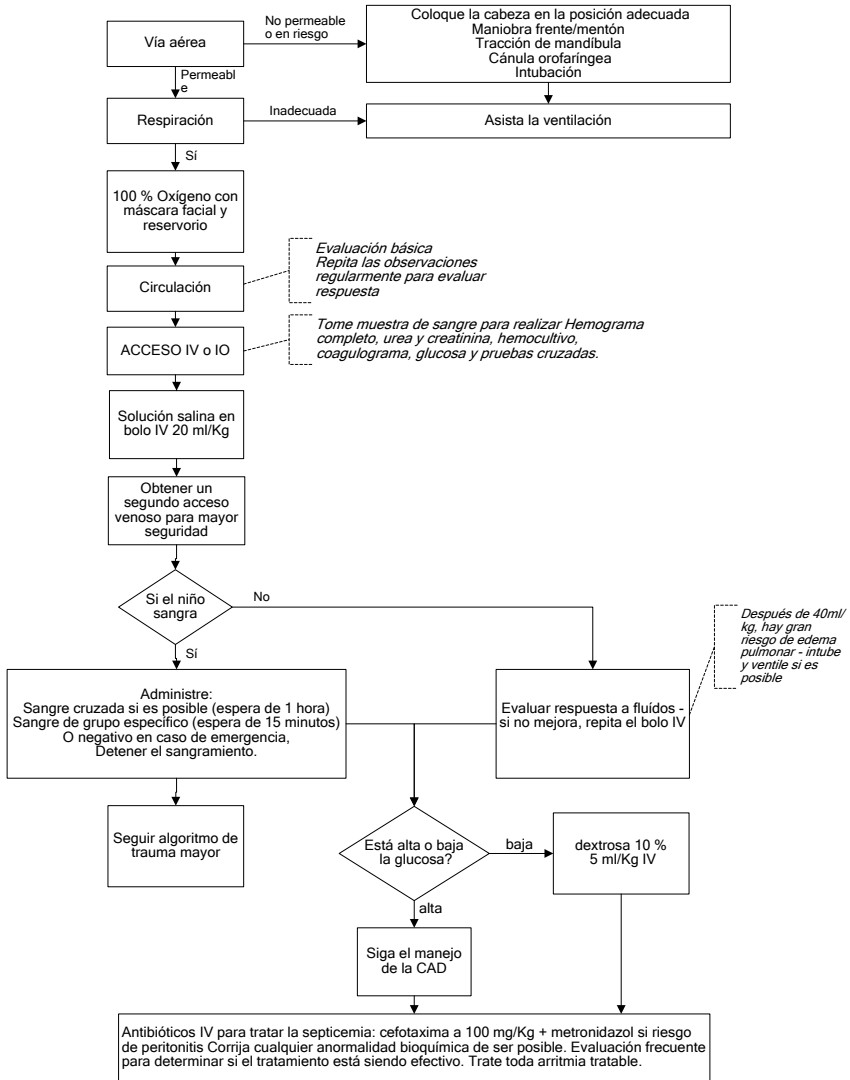 Vía aérea
No permeable
o en riesgo
Coloque la cabeza en la posición adecuada
Maniobra frente/mentón
Tracción de mandíbula
Cánula orofaríngea
Intubación
Permeabl
e
Respiración
Inadecuada
Asista la ventilación
Sí
100 % Oxígeno con
máscara facial y
reservorio
Evaluación básica
Repita las observaciones
regularmente para evaluar
respuesta
Circulación
ACCESO IV o IO
Tome muestra de sangre para realizar Hemograma
completo, urea y creatinina, hemocultivo,
coagulograma, glucosa y pruebas cruzadas.
Solución salina en
bolo IV 20 ml/Kg
Obtener un
segundo acceso
venoso para mayor
seguridad
Si el niño
sangra
No
Sí
Después de 40ml/
kg, hay gran
riesgo de edema
pulmonar - intube
y ventile si es
posible
Administre:
Sangre cruzada si es posible (espera de 1 hora)
Sangre de grupo específico (espera de 15 minutos)
O negativo en caso de emergencia,
Detener el sangramiento.
Evaluar respuesta a fluídos -
si no mejora, repita el bolo IV
Seguir algoritmo de
trauma mayor
Está alta o baja
la glucosa?
baja
dextrosa 10 %
5 ml/Kg IV
alta
Siga el manejo
de la CAD
Antibióticos IV para tratar la septicemia: cefotaxima a 100 mg/Kg + metronidazol si riesgo
de peritonitis Corrija cualquier anormalidad bioquímica de ser posible. Evaluación frecuente
para determinar si el tratamiento está siendo efectivo. Trate toda arritmia tratable.